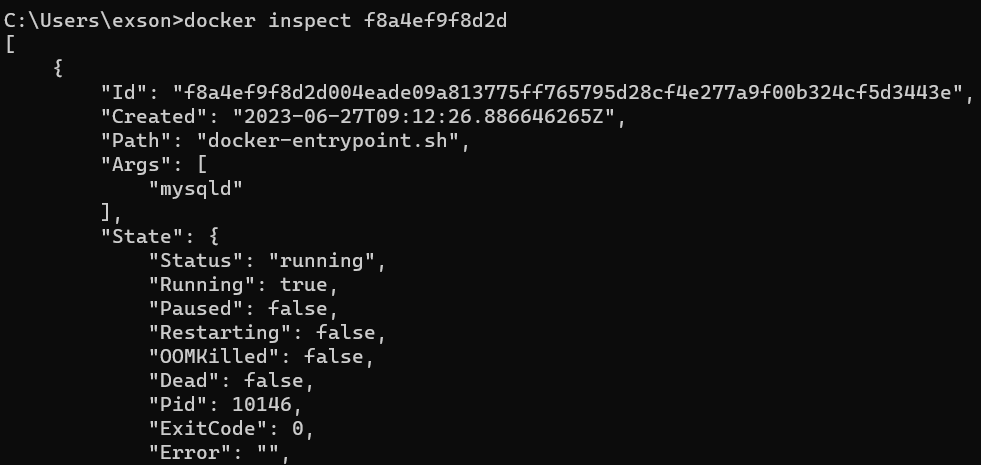 C:\Users\exson>docker inspect f8a4ef9f8d2d
[
    {
        "Id": "f8a4ef9f8d2d004eade09a813775ff765795d28cf4e277a9f00b324cf5d3443e",
        "Created": "2023-06-27T09:12:26.886646265Z",
        "Path": "docker-entrypoint.sh",
        "Args": [
            "mysqld"
        ],
        "State": {
            "Status": "running",
            "Running": true,
            "Paused": false,
            "Restarting": false,
            "OOMKilled": false,
            "Dead": false,
            "Pid": 10146,
            "ExitCode": 0,
            "Error": "",